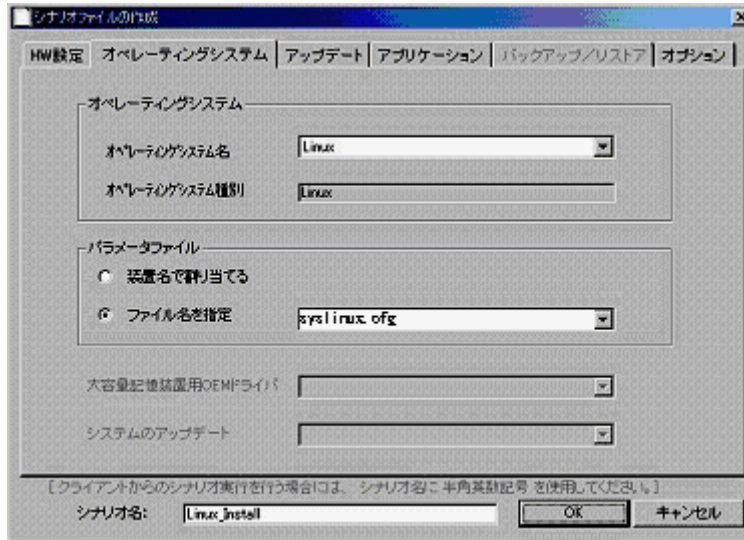 シナリオファイルの作成
HW設定 オペレーティングシステム アップデート アプリケーション バックアップ/リストア オプション
オペレーティングシステム
オペレーティングシステム名 Linux
オペレーティングシステム種別 Linux
パラメータファイル
装置名で割り当てる
ファイル名を指定 syslinux.cfg
大容量記憶装置用OEMドライバ
システムのアップデート
[クライアントからのシナリオ実行を行う場合には、シナリオ名に半角英数記号を使用してください。]
シナリオ名: Linux_Install OK キャンセル